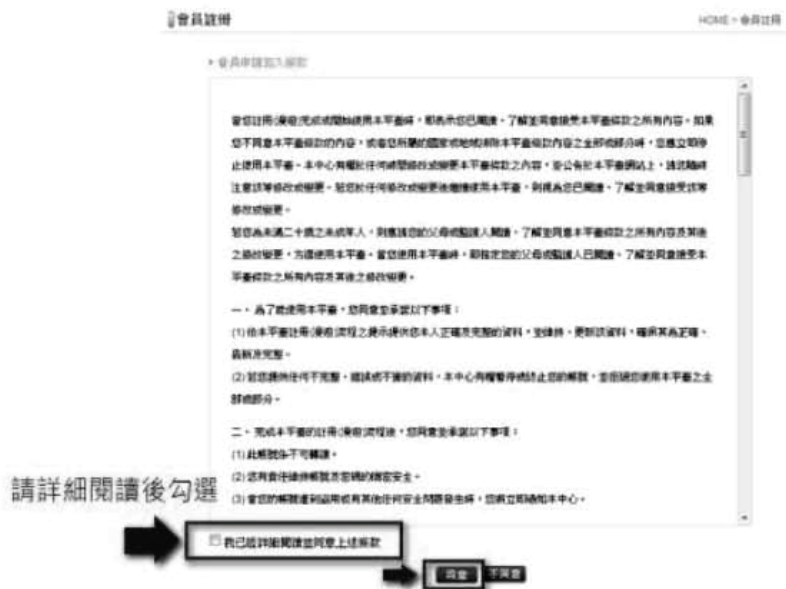 會員註冊
HOME > 會員註冊
會員申請加入條款
當您註冊(漫遊)完成或開始使用本平臺時，即表示您已閱讀、了解並同意接受本平臺條款之所有內容。如果
您不同意本平臺條款的內容，或者您所屬的國家或地域排除本平臺條款內容之全部或部分時，您應立即停
止使用本平臺。本中心有權於任何時間修改或變更本平臺條款之內容，並公告於本平臺網站上，請您隨時
注意該等修改或變更。若您於任何修改或變更後繼續使用本平臺，則視為您已閱讀、了解並同意接受該等
修改或變更。
若您為未滿二十歲之未成年人，則應請您的父母或監護人閱讀、了解並同意本平臺條款之所有內容及其後
之修改變更，方得使用本平臺。當您使用本平臺時，即推定您的父母或監護人已閱讀、了解並同意接受本
平臺條款之所有內容及其後之修改變更。
一、為了能使用本平臺，您同意並承諾以下事項：
(1) 依本平臺註冊(漫遊)流程之提示提供您本人正確及完整的資料，並維持、更新該資料，確保其為正確、
最新及完整。
(2) 若您提供任何不完整、錯誤或不實的資料，本中心有權暫停或終止您的帳號，並拒絕您使用本平臺之全
部或部分。
二、完成本平臺的註冊(漫遊)流程後，您同意並承諾以下事項：
(1) 此帳號係不可轉讓。
(2) 您有責任維持帳號及密碼的機密安全。
(3) 當您的帳號遭到盜用或有其他任何安全問題發生時，您將立即通知本中心。
請詳細閱讀後勾選
我已經詳細閱讀並同意上述條款
同意 不同意